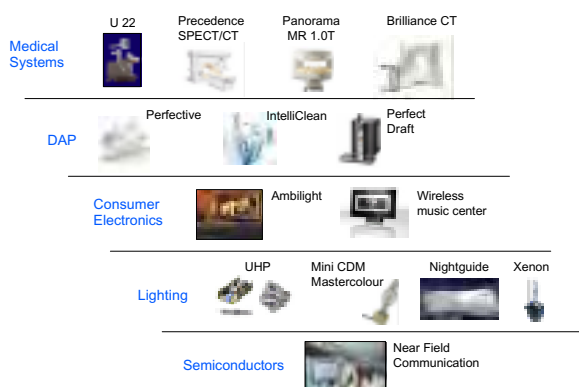 U 22
Precedence
SPECT/CT
Panorama
MR 1.0T
Brilliance CT
Medical
Systems
Perfective
IntelliClean
Perfect
Draft
DAP
Ambilight
Wireless
music center
Consumer
Electronics
UHP
Mini CDM
Mastercolour
Nightguide
Xenon
Lighting
Near Field
Communication
Semiconductors